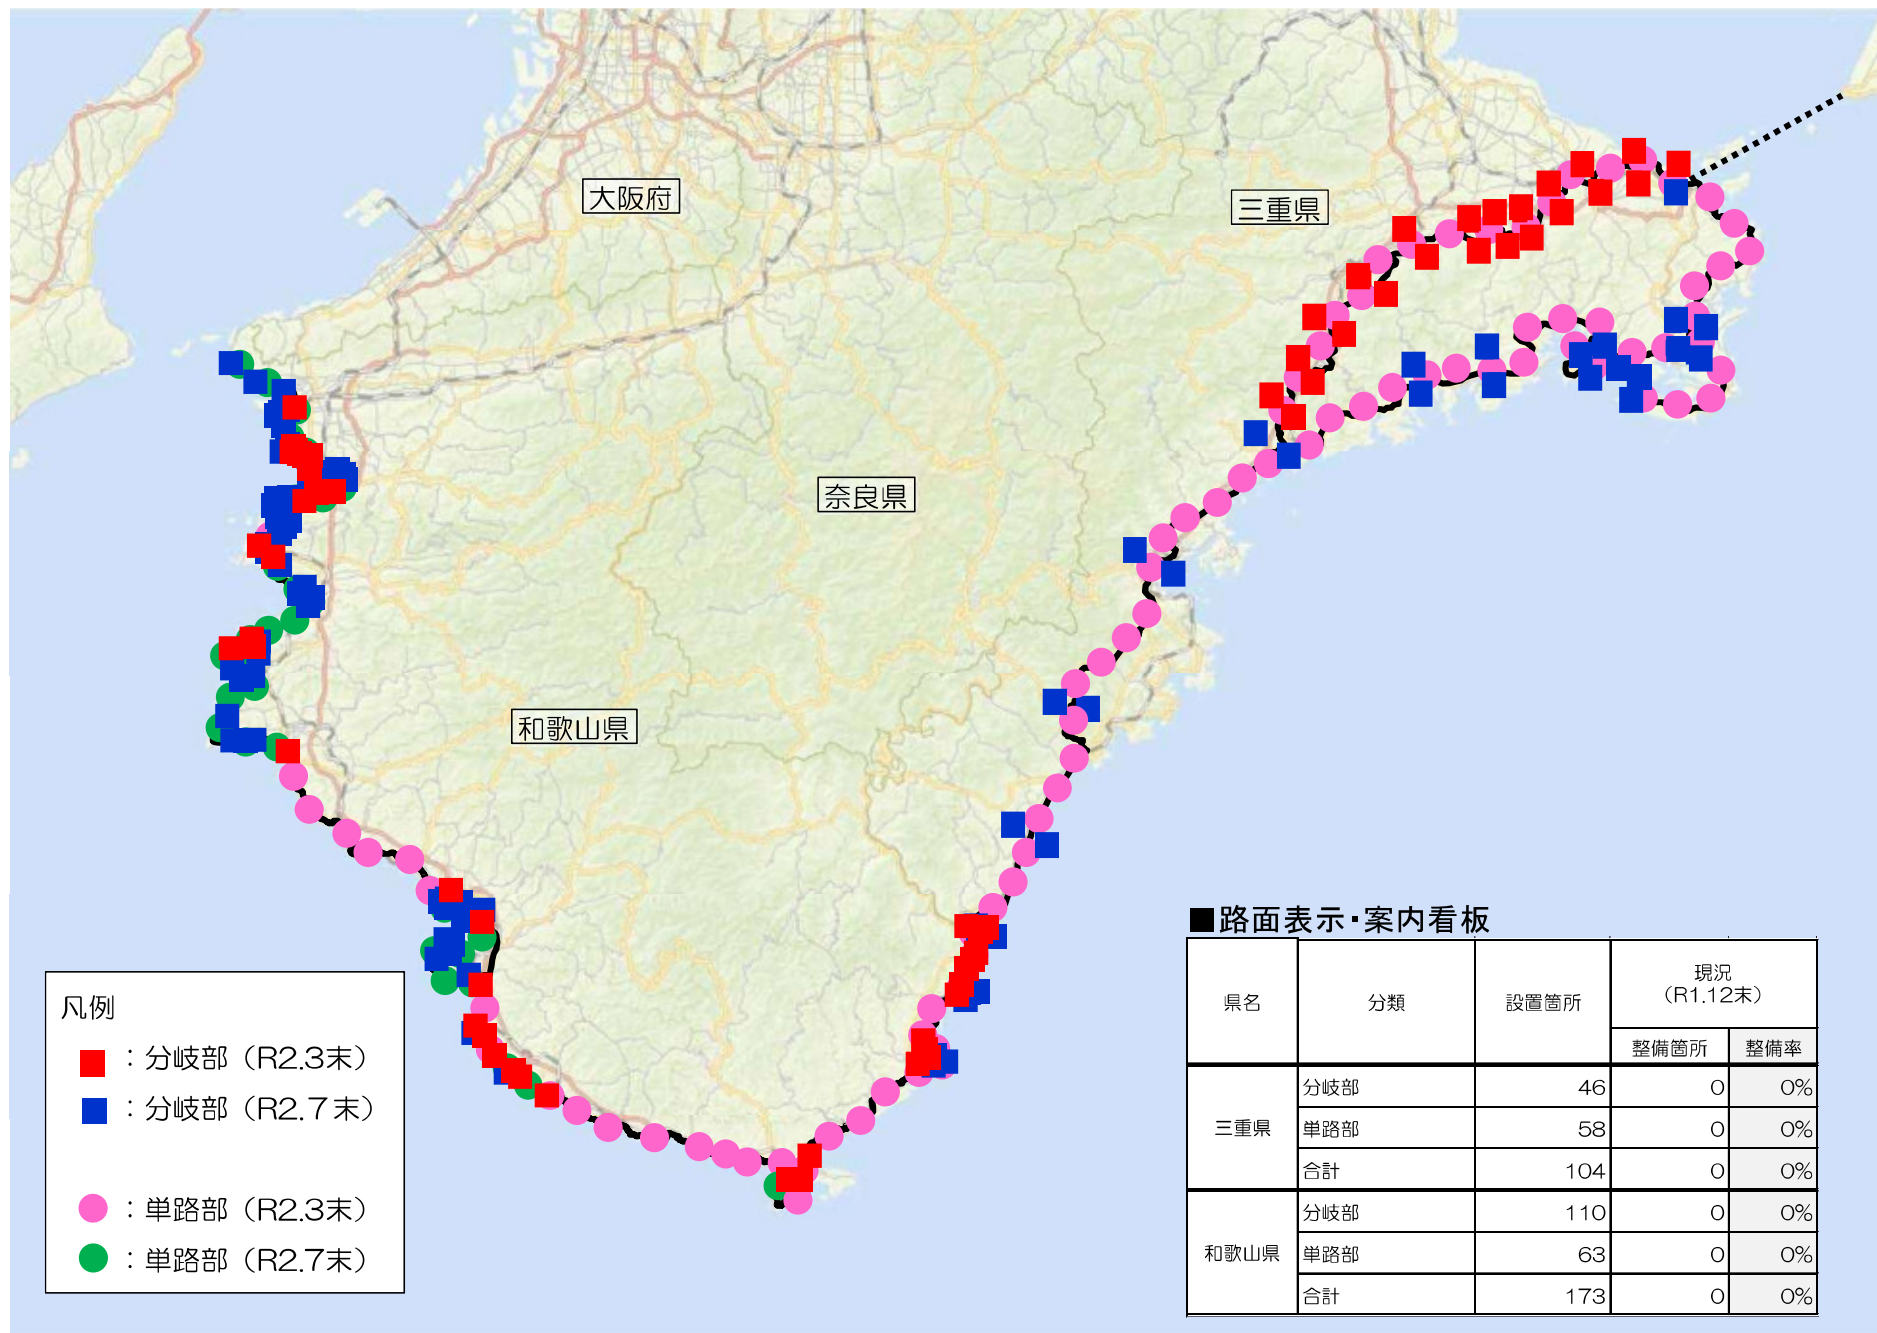 大阪府
三重県
奈良県
和歌山県
凡例
：分岐部（R2.3末）
：分岐部（R2.7末）
：単路部（R2.3末）
：単路部（R2.7末）
■路面表示・案内看板
県名 分類 設置箇所 現況（R1.12末）
整備箇所 整備率
三重県 分岐部 46 0 0%
単路部 58 0 0%
合計 104 0 0%
和歌山県 分岐部 110 0 0%
単路部 63 0 0%
合計 173 0 0%